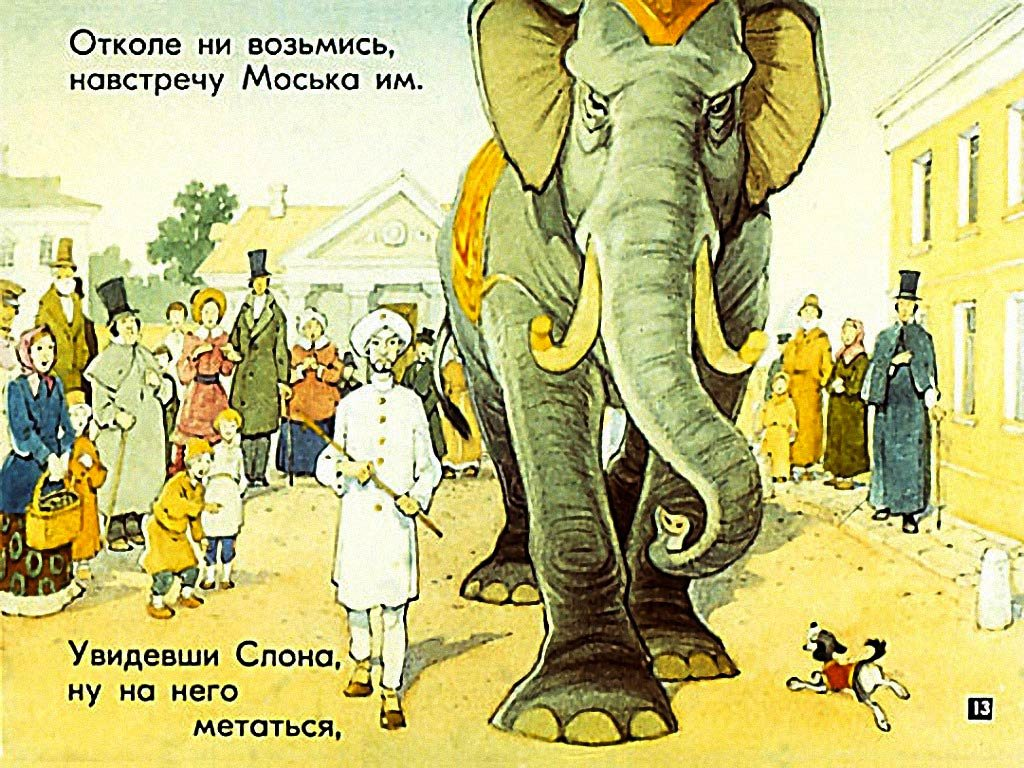 Отколе ни возьмись,
навстречу Моська им.
Увидевши Слона,
ну на него
метаться,
13